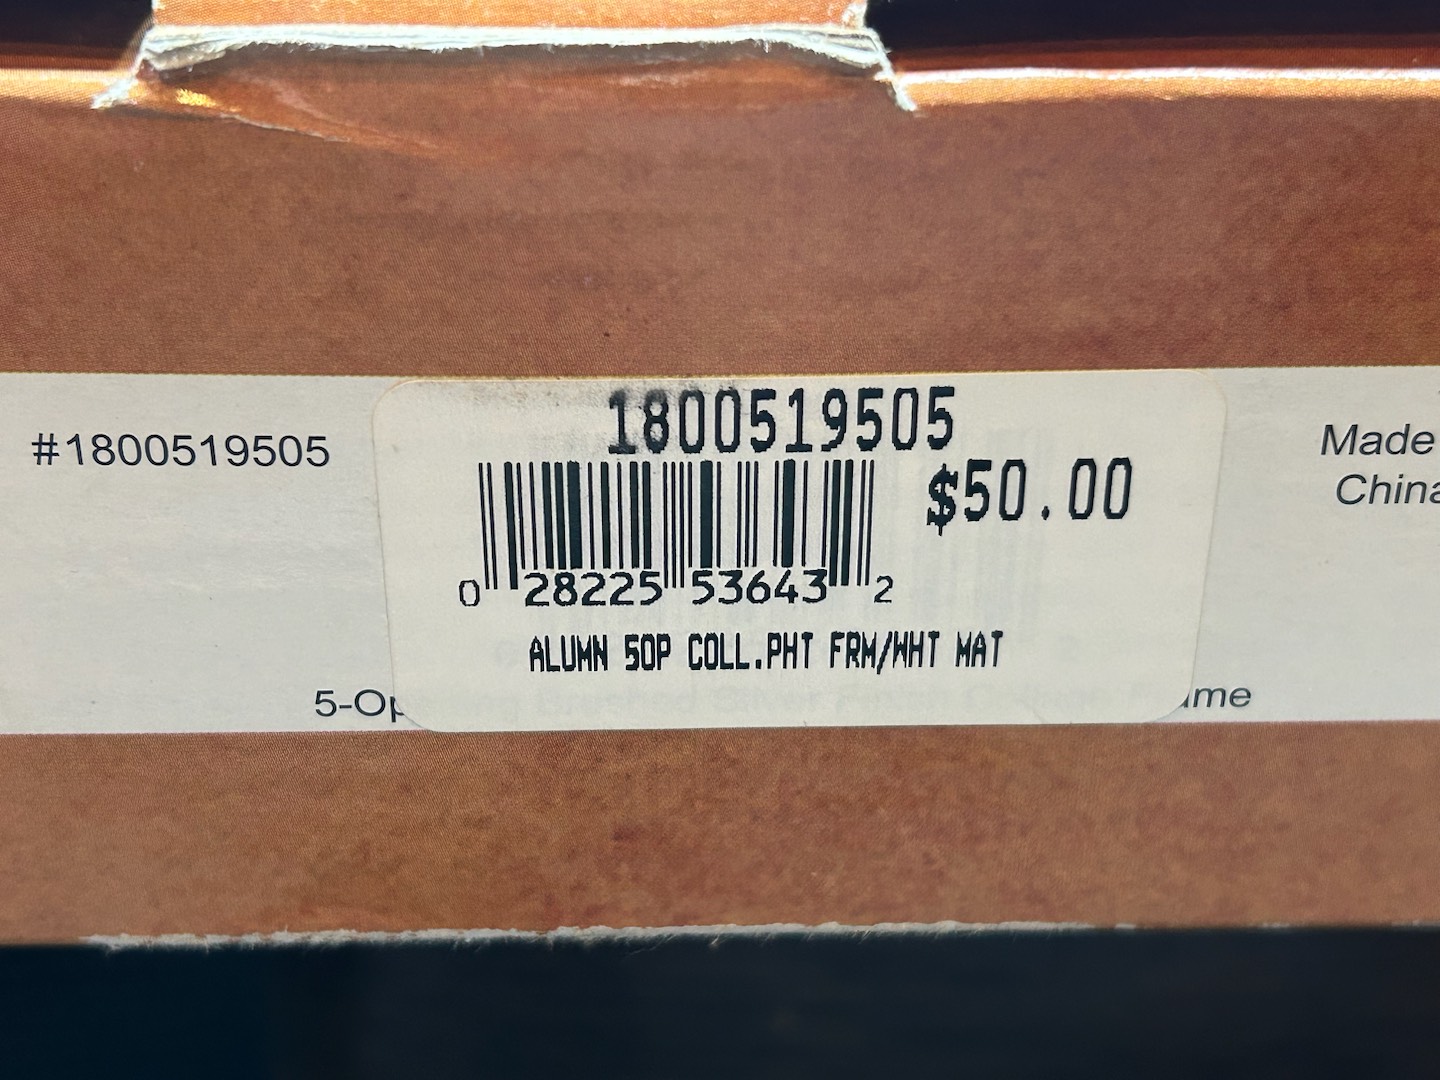 1800519505
#1800519505
$50.00
Made
China
0 28225 53643 2
ALUMN 5OP COLL.PHT FRM/WHT MAT
5-Op
ame